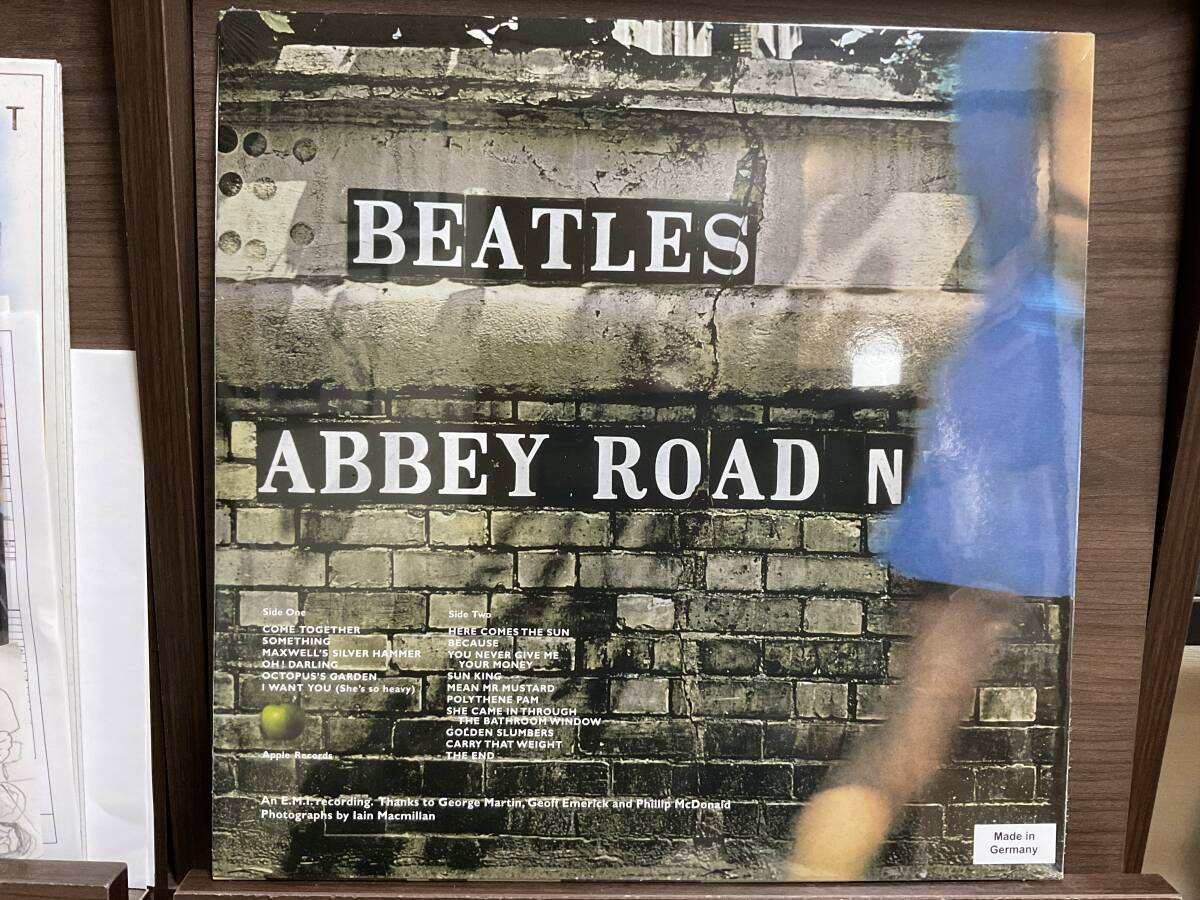 T
BEATLES
ABBEY ROAD N
Side One
COME TOGETHER
SOMETHING
MAXWELL'S SILVER HAMMER
OH! DARLING
OCTOPUS'S GARDEN
I WANT YOU (She's so heavy)
Apple Records
Side Two
HERE COMES THE SUN
BECAUSE
YOU NEVER GIVE ME
YOUR MONEY
SUN KING
MEAN MR MUSTARD
POLYTHENE PAM
SHE CAME IN THROUGH
THE BATHROOM WINDOW
GOLDEN SLUMBERS
CARRY THAT WEIGHT
THE END
An E.M.I. recording. Thanks to George Martin, Geoff Emerick and Phillip McDonald
Photographs by Iain Macmillan
Made in
Germany